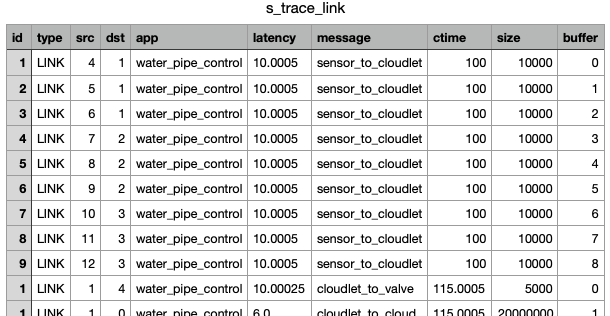 s_trace_link
id type src dst app latency message ctime size buffer
1 LINK 4 1 water_pipe_control 10.0005 sensor_to_cloudlet 100 10000 0
2 LINK 5 1 water_pipe_control 10.0005 sensor_to_cloudlet 100 10000 1
3 LINK 6 1 water_pipe_control 10.0005 sensor_to_cloudlet 100 10000 2
4 LINK 7 2 water_pipe_control 10.0005 sensor_to_cloudlet 100 10000 3
5 LINK 8 2 water_pipe_control 10.0005 sensor_to_cloudlet 100 10000 4
6 LINK 9 2 water_pipe_control 10.0005 sensor_to_cloudlet 100 10000 5
7 LINK 10 3 water_pipe_control 10.0005 sensor_to_cloudlet 100 10000 6
8 LINK 11 3 water_pipe_control 10.0005 sensor_to_cloudlet 100 10000 7
9 LINK 12 3 water_pipe_control 10.0005 sensor_to_cloudlet 100 10000 8
1 LINK 1 4 water_pipe_control 10.00025 cloudlet_to_valve 115.0005 5000 0
1 LINK 1 0 water_pipe_control 6.0 cloudlet_to_cloud 115.0005 20000000 1